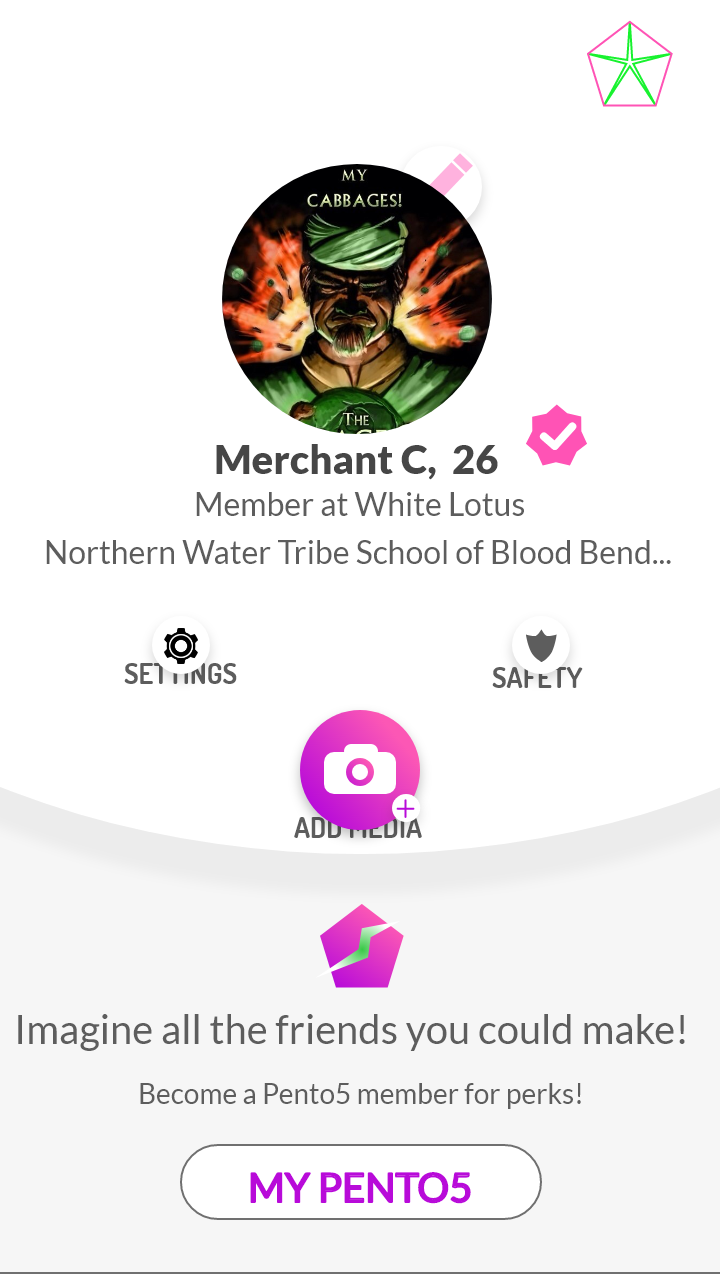 MY
CABBAGES!
THE
Merchant C, 26
Member at White Lotus
Northern Water Tribe School of Blood Bend...
SETTINGS
SAFETY
ADD MEDIA
Imagine all the friends you could make!
Become a Pento5 member for perks!
MY PENTO5